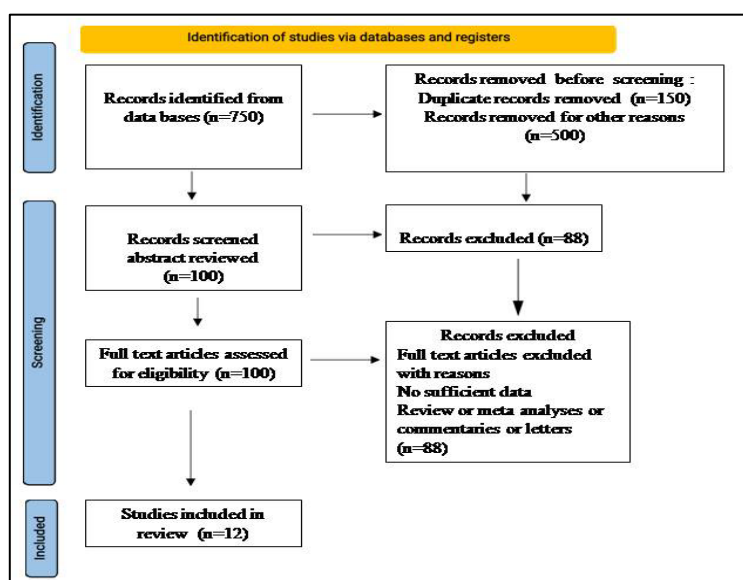 Identification of studies via databases and registers
Identification
Records identified from
data bases (n=750)
Records removed before screening :
Duplicate records removed (n=150)
Records removed for other reasons
(n=500)
Screening
Records screened
abstract reviewed
(n=100)
Records excluded (n=88)
Full text articles assessed
for eligibility (n=100)
Records excluded
Full text articles excluded
with reasons
No sufficient data
Review or meta analyses or
commentaries or letters
(n=88)
Included
Studies included in
review (n=12)